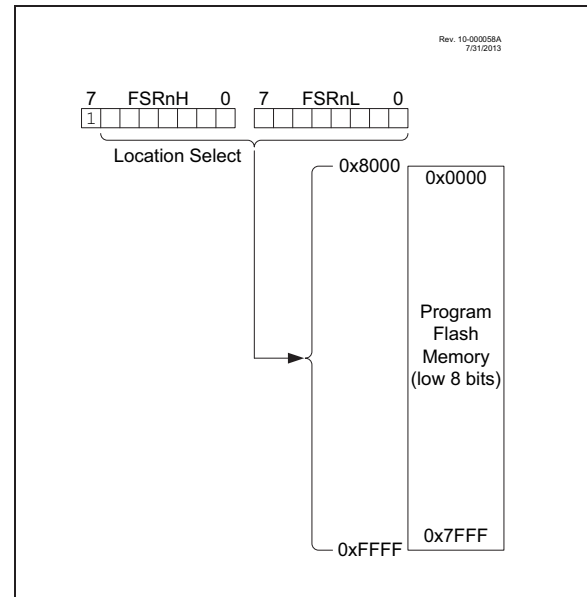 Rev. 10-000058A
7/31/2013
7 FSRnH 0 7 FSRnL 0
1
Location Select
0x8000 0x0000
Program
Flash
Memory
(low 8 bits)
0x7FFF
0xFFFF